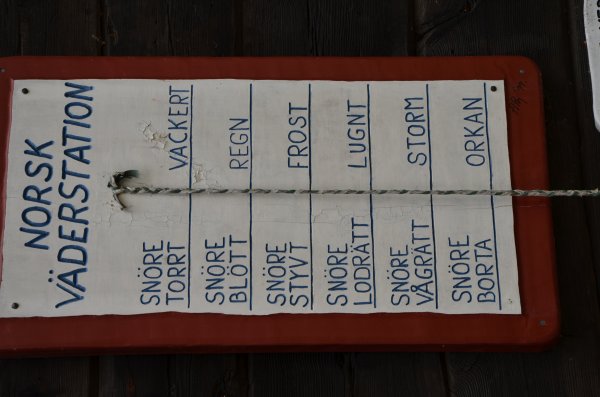 NORSK
VÄDERSTATION
SNÖRE
TORRT
VACKERT
SNÖRE
BLÖTT
REGN
SNÖRE
STYVT
FROST
SNÖRE
LODRÄTT
LUGNT
SNÖRE
VÅGRÄTT
STORM
SNÖRE
BORTA
ORKAN